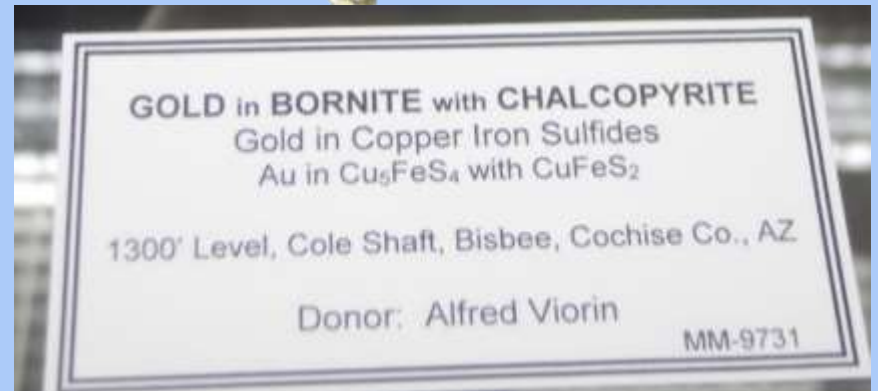 GOLD in BORNITE with CHALCOPYRITE
Gold in Copper Iron Sulfides
Au in Cu₅FeS₄ with CuFeS₂
1300' Level, Cole Shaft, Bisbee, Cochise Co., AZ
Donor: Alfred Viorin
MM-9731